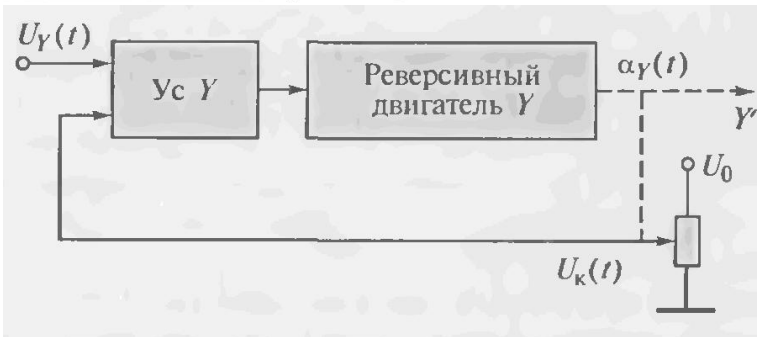 U_Y(t)
Ус Y
Реверсивный
двигатель Y
α_Y(t)
Y'
U_0
U_к(t)